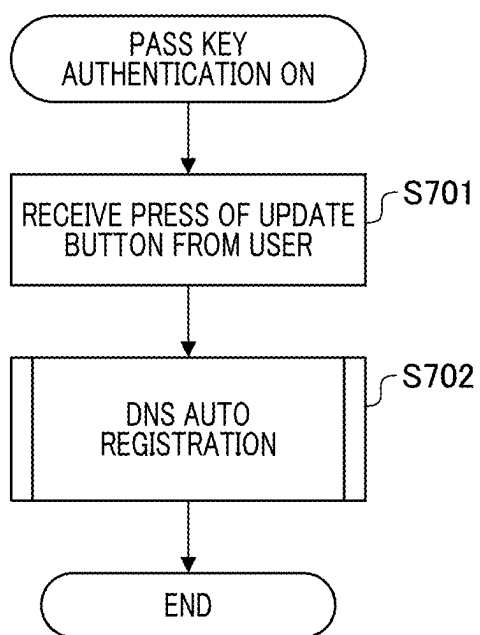 PASS KEY
AUTHENTICATION ON
RECEIVE PRESS OF UPDATE
BUTTON FROM USER
S701
DNS AUTO
REGISTRATION
S702
END